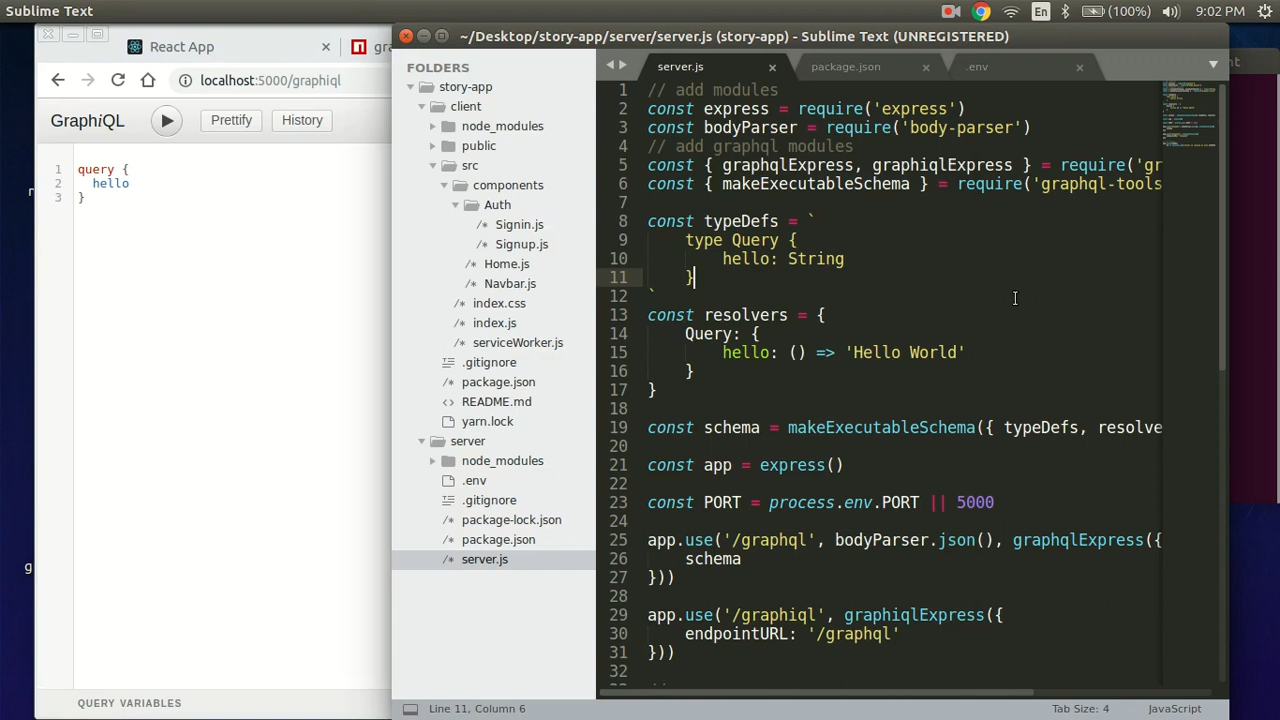 Sublime Text
En
(100%)
9:02 PM
React App
localhost:5000/graphiql
GraphiQL
Prettify
History
1 query {
2 hello
3 }
QUERY VARIABLES
~/Desktop/story-app/server/server.js (story-app) - Sublime Text (UNREGISTERED)
FOLDERS
story-app
client
node_modules
public
src
components
Auth
Signin.js
Signup.js
Home.js
Navbar.js
index.css
index.js
serviceWorker.js
.gitignore
package.json
README.md
yarn.lock
server
node_modules
.env
.gitignore
package-lock.json
package.json
server.js
server.js
package.json
.env
1 // add modules
2 const express = require('express')
3 const bodyParser = require('body-parser')
4 // add graphql modules
5 const { graphqlExpress, graphiqlExpress } = require('gr
6 const { makeExecutableSchema } = require('graphql-tools
7
8 const typeDefs = `
9 type Query {
10 hello: String
11 }
12 `
13 const resolvers = {
14 Query: {
15 hello: () => 'Hello World'
16 }
17 }
18
19 const schema = makeExecutableSchema({ typeDefs, resolve
20
21 const app = express()
22
23 const PORT = process.env.PORT || 5000
24
25 app.use('/graphql', bodyParser.json(), graphqlExpress({
26 schema
27 }))
28
29 app.use('/graphiql', graphiqlExpress({
30 endpointURL: '/graphql'
31 }))
32
Line 11, Column 6
Tab Size: 4
JavaScript